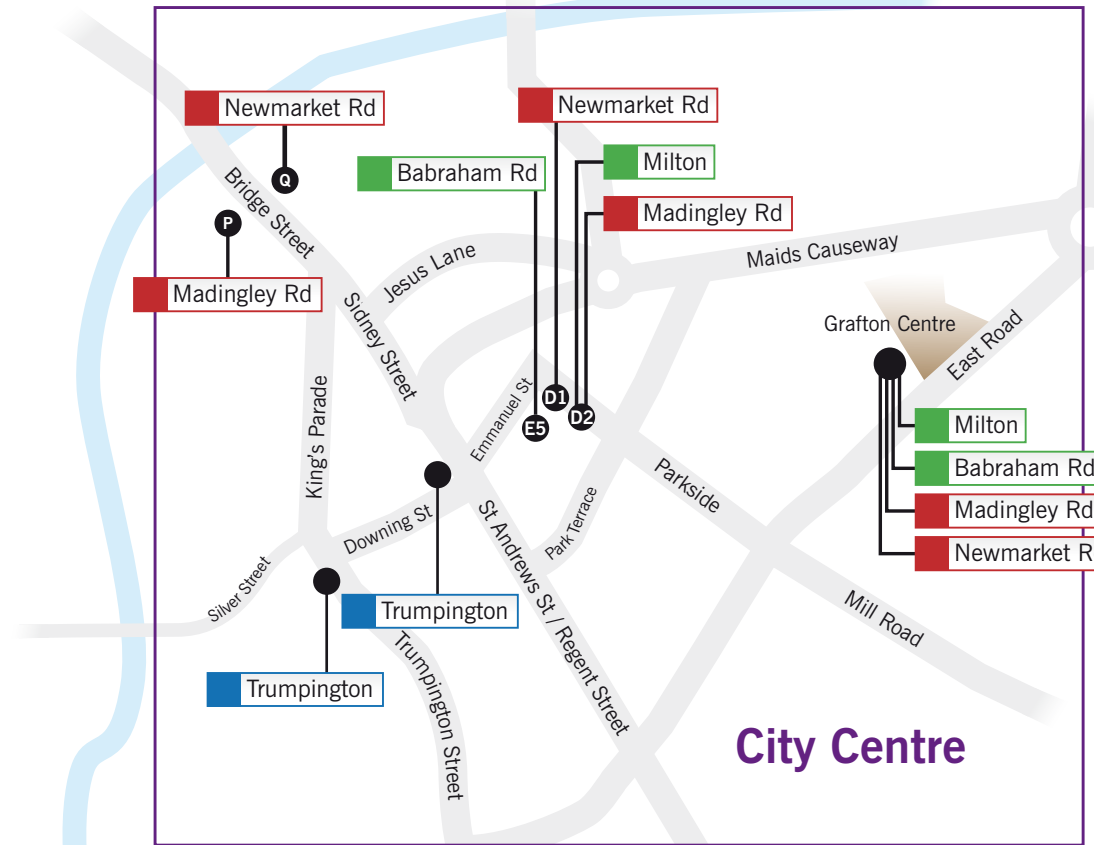 Newmarket Rd
Newmarket Rd
Babraham Rd
Milton
Q
Bridge Street
P
Madingley Rd
Maids Causeway
Jesus Lane
Madingley Rd
Sidney Street
Grafton Centre
East Road
King's Parade
Emmanuel St
D1
D2
E5
Milton
Babraham Rd
Parkside
Madingley Rd
Downing St
St Andrews St / Regent Street
Park Terrace
Newmarket R
Silver Street
Trumpington
Mill Road
Trumpington
Trumpington Street
City Centre